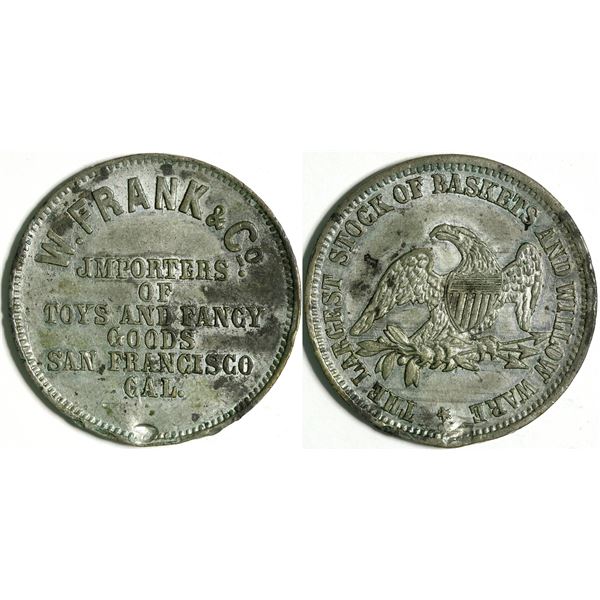 W. FRANK & Co.
IMPORTERS
OF
TOYS AND FANCY
GOODS
SAN FRANCISCO
CAL.
THE LARGEST STOCK OF BASKETS AND WILLOW WARE